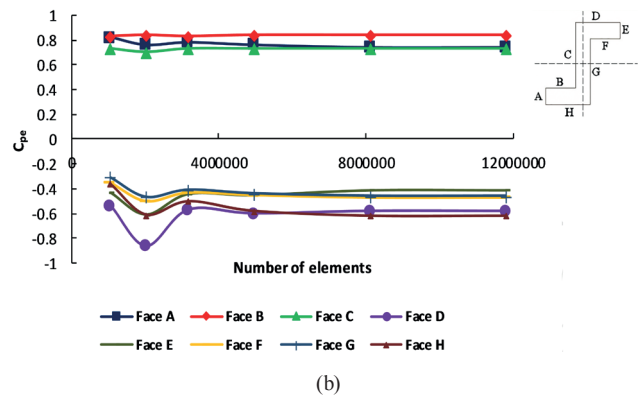 1
0.8
0.6
0.4
0.2
0
-0.2
-0.4
-0.6
-0.8
-1
Cpe
0 4000000 8000000 12000000
Number of elements
D
E
F
C
G
B
A
H
Face A Face B Face C Face D
Face E Face F Face G Face H
(b)